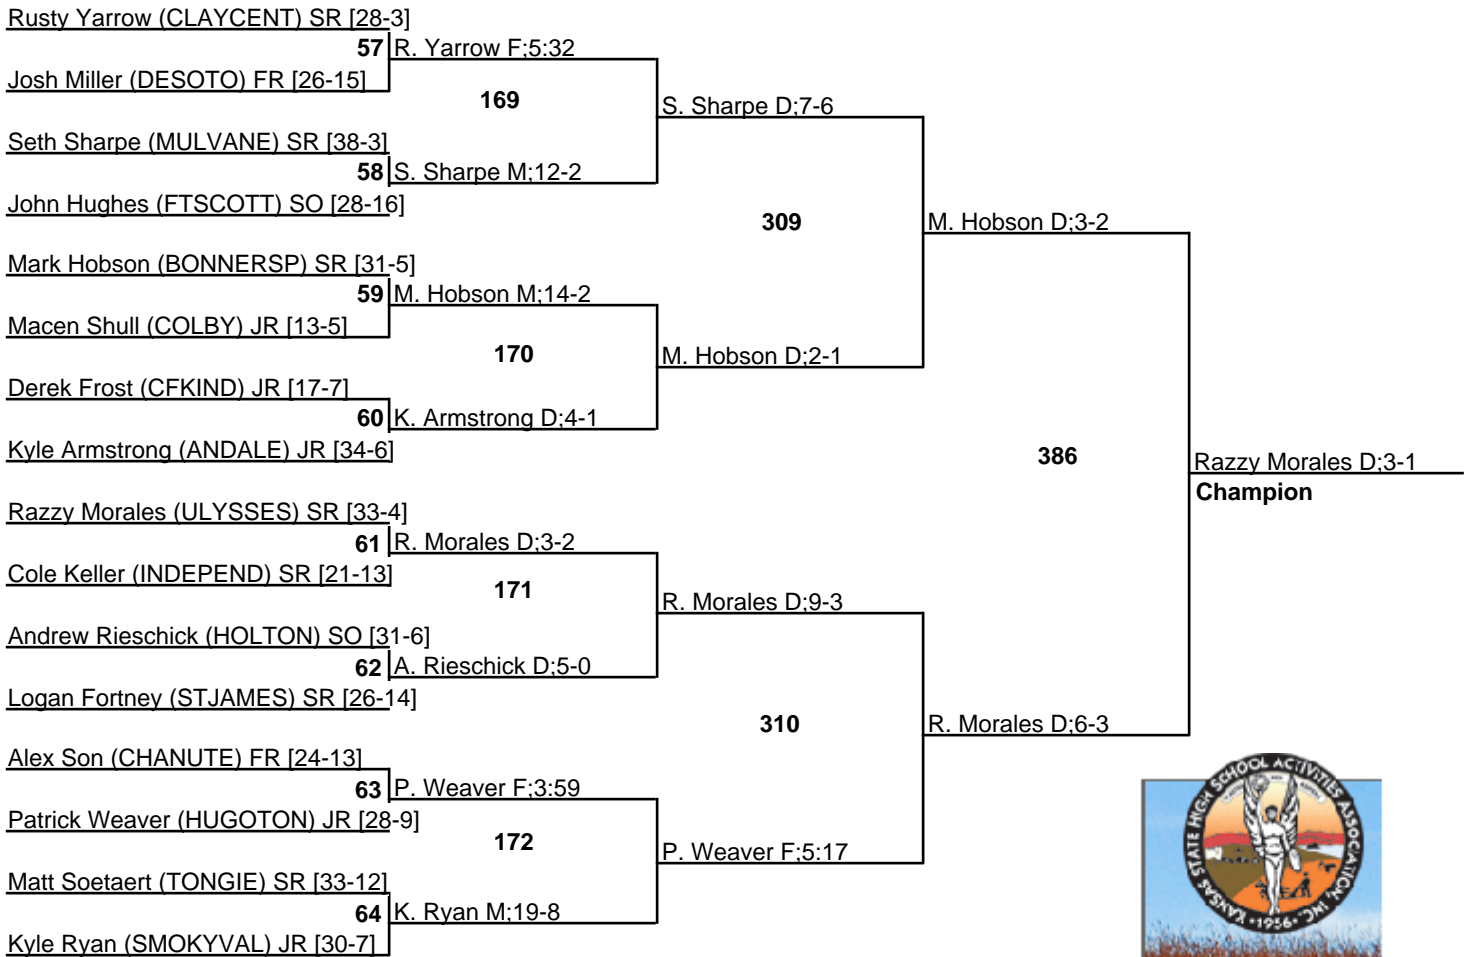 Rusty Yarrow (CLAYCENT) SR [28-3]
57 R. Yarrow F;5:32
Josh Miller (DESOTO) FR [26-15]
169
S. Sharpe D;7-6
Seth Sharpe (MULVANE) SR [38-3]
58 S. Sharpe M;12-2
John Hughes (FTSCOTT) SO [28-16]
309
M. Hobson D;3-2
Mark Hobson (BONNERSP) SR [31-5]
59 M. Hobson M;14-2
Macen Shull (COLBY) JR [13-5]
170
M. Hobson D;2-1
Derek Frost (CFKIND) JR [17-7]
60 K. Armstrong D;4-1
Kyle Armstrong (ANDALE) JR [34-6]
386
Razzy Morales D;3-1
Champion
Razzy Morales (ULYSSES) SR [33-4]
61 R. Morales D;3-2
Cole Keller (INDEPEND) SR [21-13]
171
R. Morales D;9-3
Andrew Rieschick (HOLTON) SO [31-6]
62 A. Rieschick D;5-0
Logan Fortney (STJAMES) SR [26-14]
310
R. Morales D;6-3
Alex Son (CHANUTE) FR [24-13]
63 P. Weaver F;3:59
Patrick Weaver (HUGOTON) JR [28-9]
172
P. Weaver F;5:17
Matt Soetaert (TONGIE) SR [33-12]
64 K. Ryan M;19-8
Kyle Ryan (SMOKYVAL) JR [30-7]
KANSAS STATE HIGH SCHOOL ACTIVITIES ASSOCIATION, INC.
•1956•